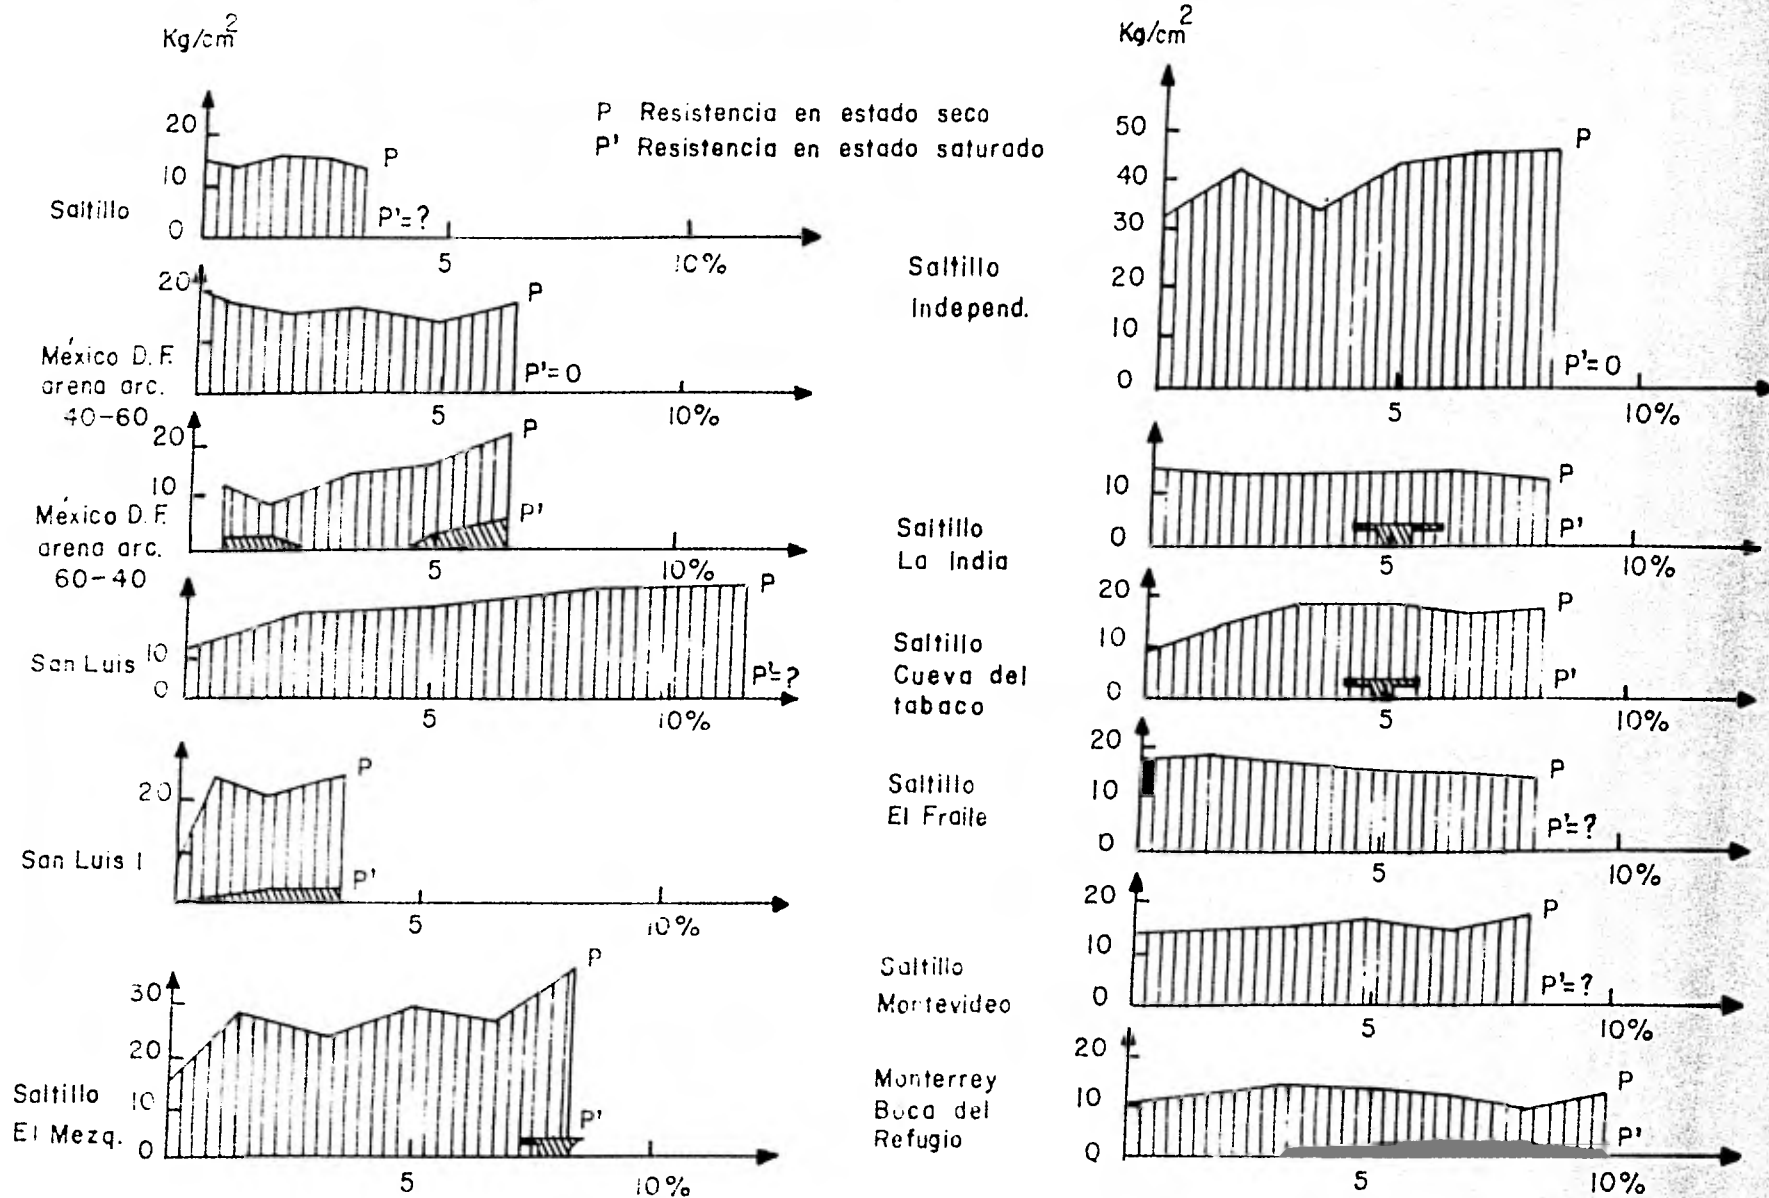 Kg/cm²
20
P
10
Saltillo
P'=?
0
5
10%
P Resistencia en estado seco
P' Resistencia en estado saturado
20
P
México D.F.
arena arc.
40-60
P'=0
5
10%
20
P
10
México D.F.
arena arc.
60-40
P'
5
10%
P
San Luis
10
P'=?
0
5
10%
P
20
San Luis I
P'
5
10%
P
30
20
Saltillo
El Mezq.
10
P'
0
5
10%
Kg/cm²
50
P
40
30
Saltillo
Independ.
20
10
P'=0
0
5
10%
P
10
Saltillo
La India
P'
0
5
10%
20
P
Saltillo
Cueva del
tabaco
10
P'
0
5
10%
20
P
Saltillo
El Fraile
10
P'=?
0
5
10%
20
P
10
Saltillo
Montevideo
P'=?
0
5
10%
20
P
Monterrey
Boca del
Refugio
10
P'
0
5
10%